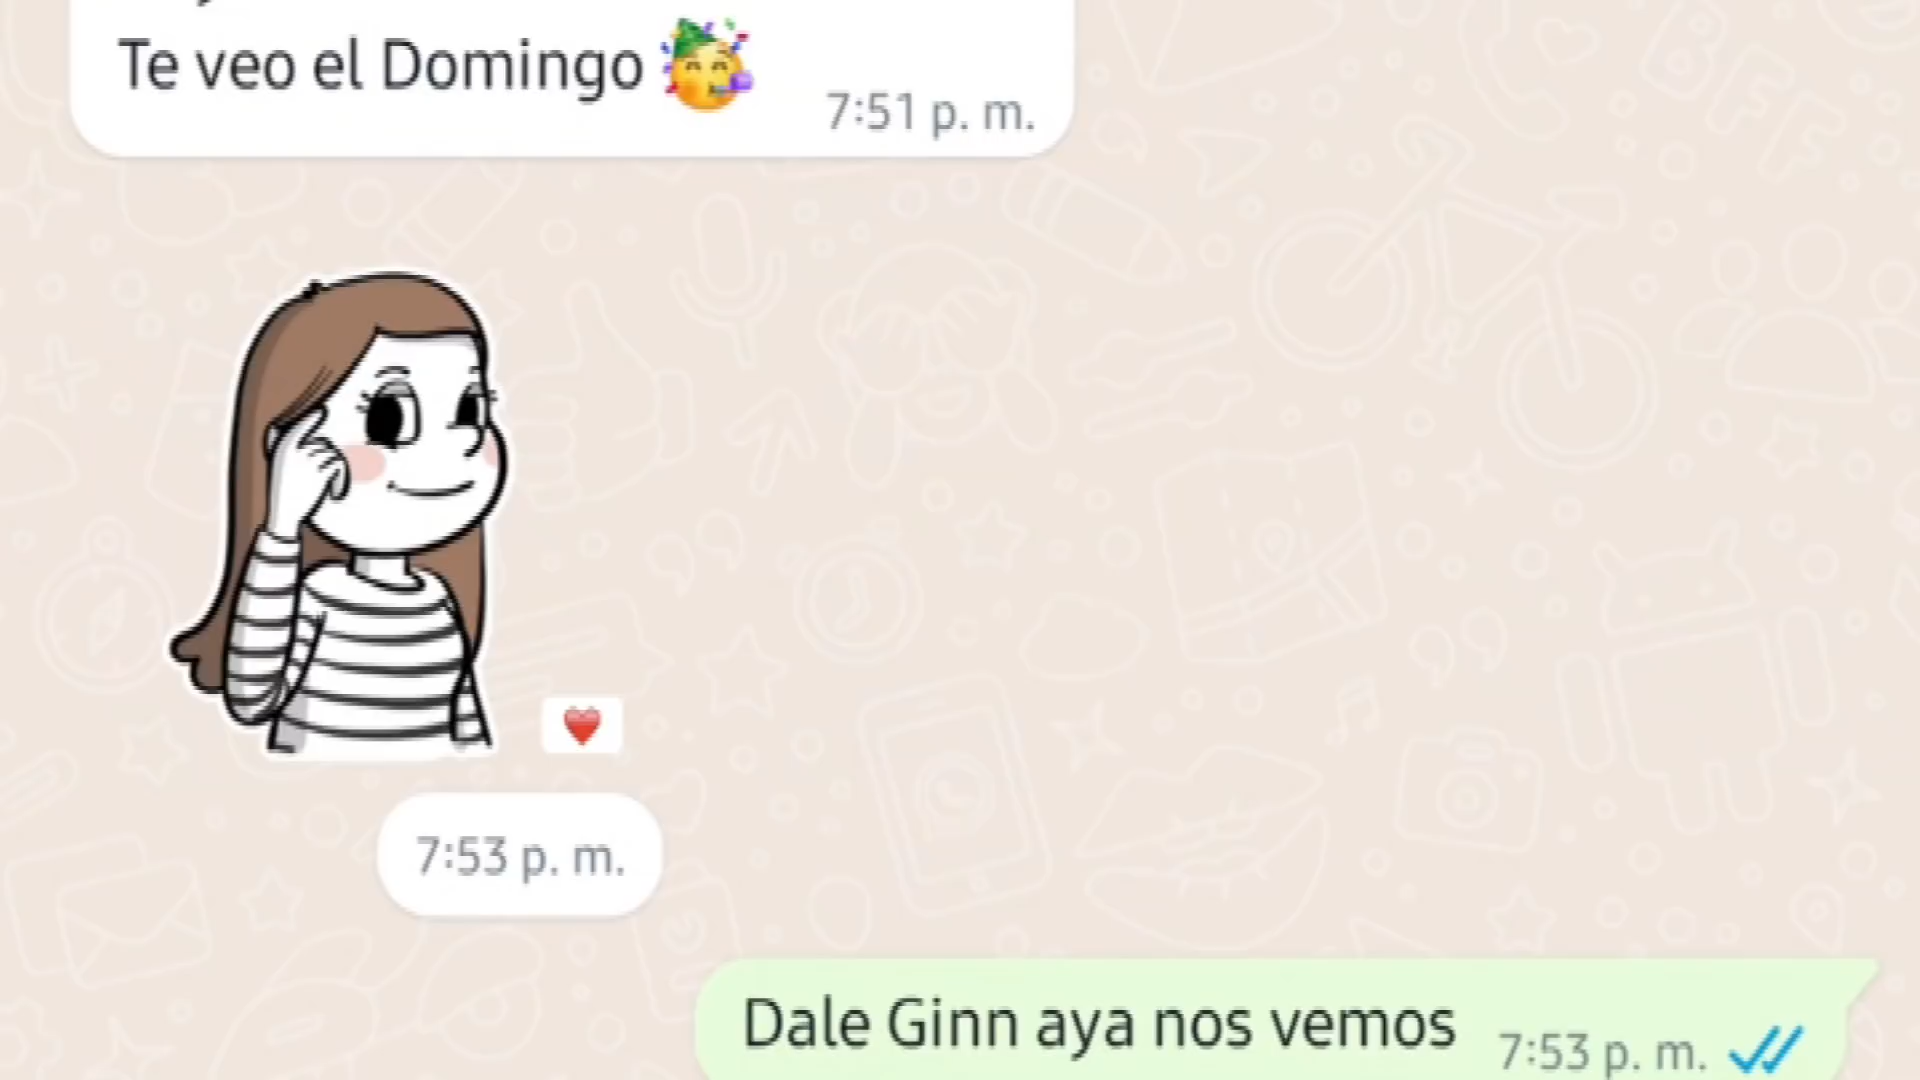 Te veo el Domingo 🥳
7:51 p. m.
7:53 p. m.
Dale Ginn aya nos vemos
7:53 p. m.